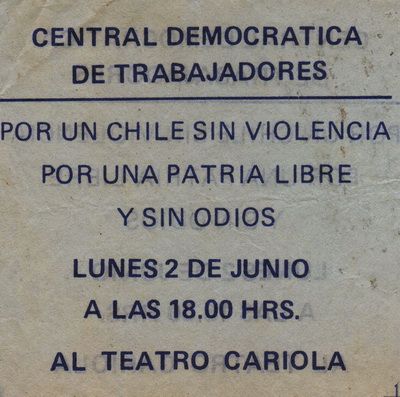 CENTRAL DEMOCRATICA
DE TRABAJADORES
POR UN CHILE SIN VIOLENCIA
POR UNA PATRIA LIBRE
Y SIN ODIOS
LUNES 2 DE JUNIO
A LAS 18.00 HRS.
AL TEATRO CARIOLA